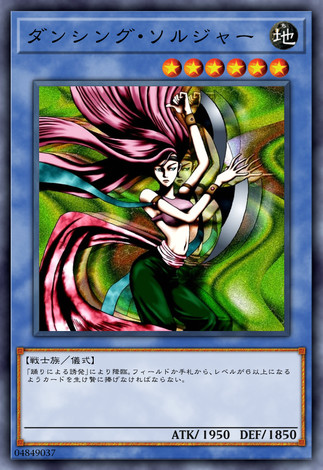 ダンシング・ソルジャー
地
【戦士族／儀式】
「踊りによる誘発」により降臨。フィールドか手札から、レベルが６以上になる
ようカードを生け贄に捧げなければならない。
ATK/ 1950 DEF/ 1850
04849037